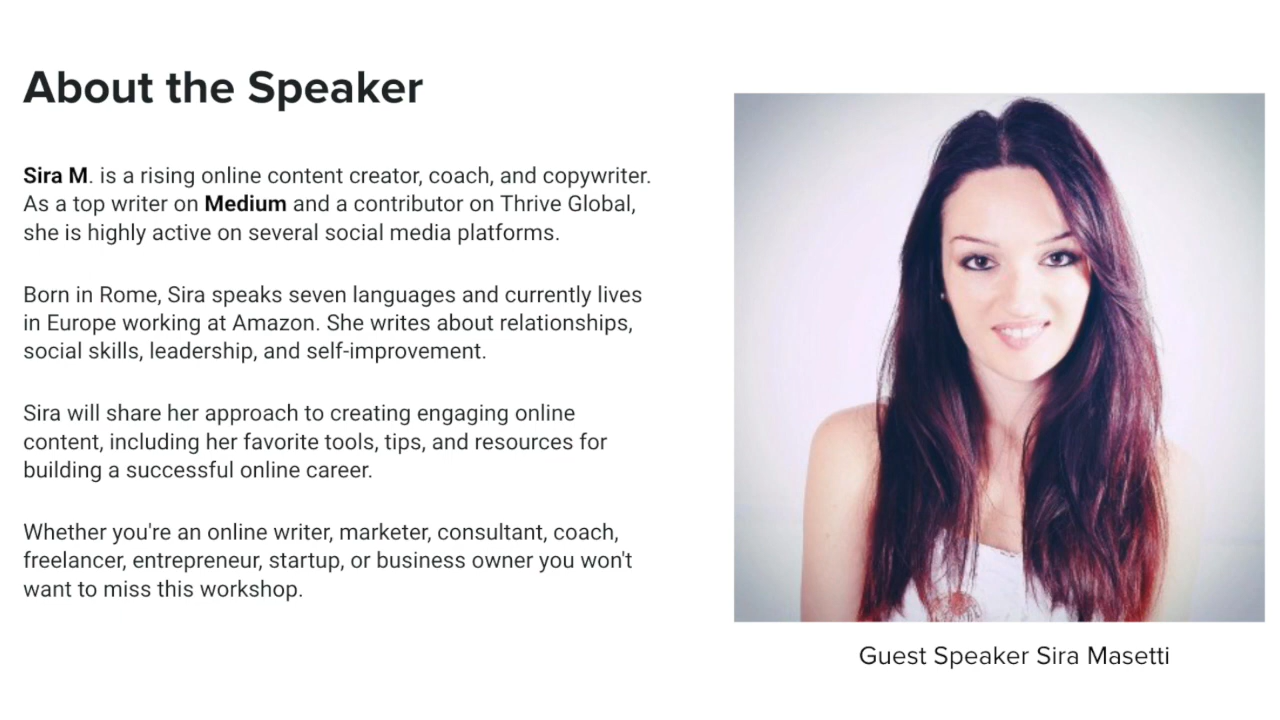 About the Speaker
Sira M. is a rising online content creator, coach, and copywriter.
As a top writer on Medium and a contributor on Thrive Global,
she is highly active on several social media platforms.
Born in Rome, Sira speaks seven languages and currently lives
in Europe working at Amazon. She writes about relationships,
social skills, leadership, and self-improvement.
Sira will share her approach to creating engaging online
content, including her favorite tools, tips, and resources for
building a successful online career.
Whether you're an online writer, marketer, consultant, coach,
freelancer, entrepreneur, startup, or business owner you won't
want to miss this workshop.
Guest Speaker Sira Masetti